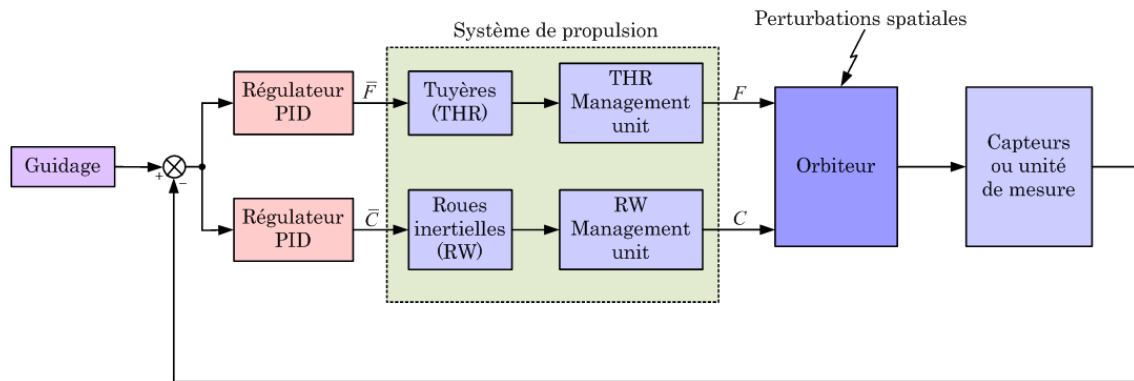 Perturbations spatiales
Système de propulsion
Guidage
+
−
Régulateur
PID
F̅
Tuyères
(THR)
THR
Management
unit
F
Régulateur
PID
C̅
Roues
inertielles
(RW)
RW
Management
unit
C
Orbiteur
Capteurs
ou unité
de mesure